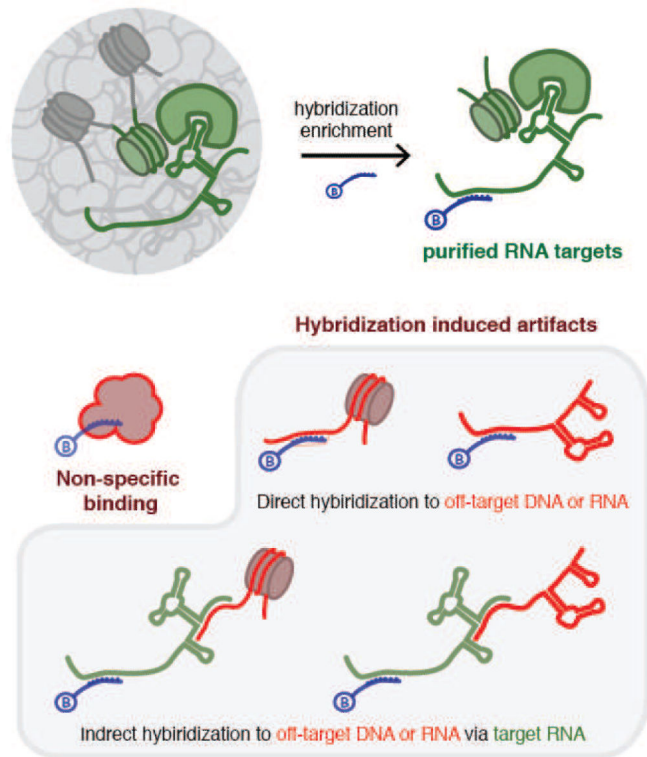 hybridization
enrichment
B
B
purified RNA targets
Hybridization induced artifacts
B
Non-specific
binding
B
B
Direct hybiridization to off-target DNA or RNA
B
B
Indirect hybiridization to off-target DNA or RNA via target RNA